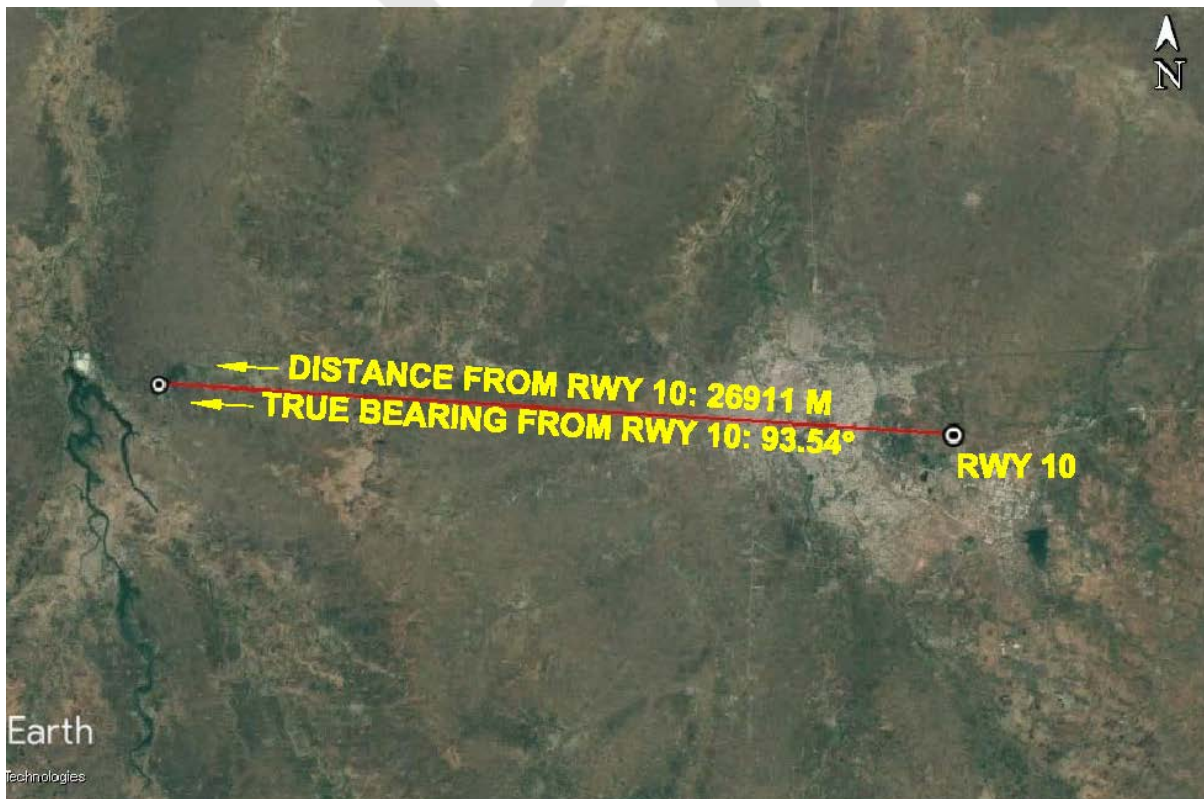 N
DISTANCE FROM RWY 10: 26911 M
TRUE BEARING FROM RWY 10: 93.54°
RWY 10
Earth
Technologies